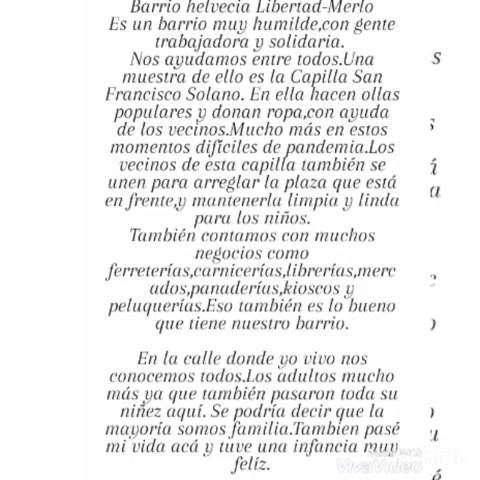 Barrio helvecia Libertad-Merlo
Es un barrio muy humilde,con gente
trabajadora y solidaria.
Nos ayudamos entre todos.Una
muestra de ello es la Capilla San
Francisco Solano. En ella hacen ollas
populares y donan ropa,con ayuda
de los vecinos.Mucho más en estos
momentos difíciles de pandemia.Los
vecinos de esta capilla también se
unen para arreglar la plaza que está
en frente,y mantenerla limpia y linda
para los niños.
También contamos con muchos
negocios como
ferreterías,carnicerías,librerías,merc
ados,panaderías,kioscos y
peluquerías.Eso también es lo bueno
que tiene nuestro barrio.
En la calle donde yo vivo nos
conocemos todos.Los adultos mucho
más ya que también pasaron toda su
niñez aquí. Se podría decir que la
mayoría somos familia.Tambien pasé
mi vida acá y tuve una infancia muy
felíz.
VivaVideo